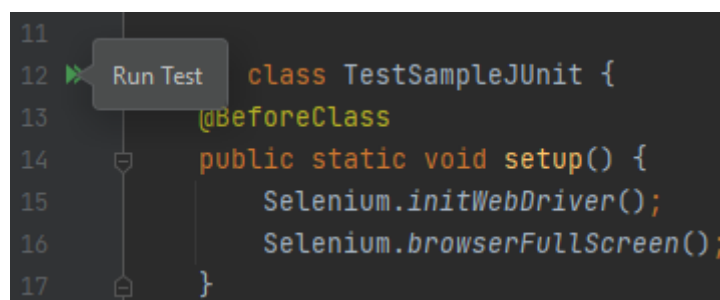 11
12 Run Test class TestSampleJUnit {
13 @BeforeClass
14 public static void setup() {
15 Selenium.initWebDriver();
16 Selenium.browserFullScreen();
17 }